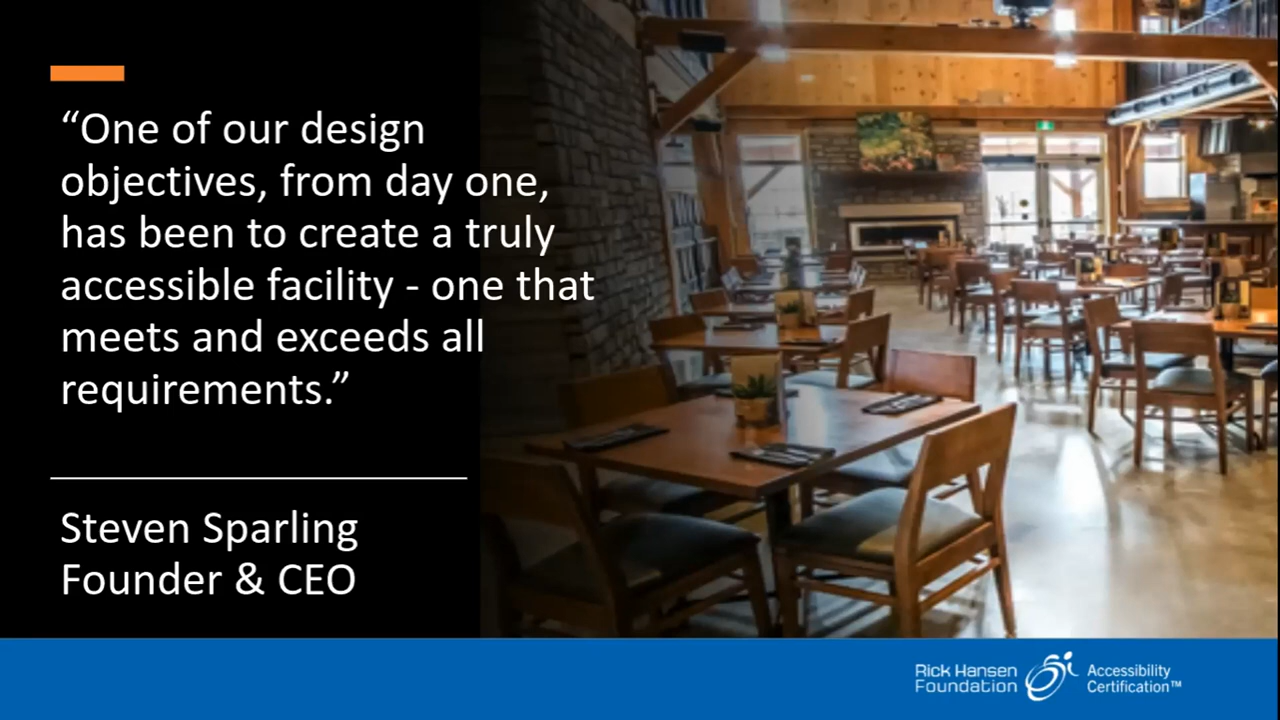 “One of our design
objectives, from day one,
has been to create a truly
accessible facility - one that
meets and exceeds all
requirements.”
Steven Sparling
Founder & CEO
Rick Hansen
Foundation
Accessibility
Certification™